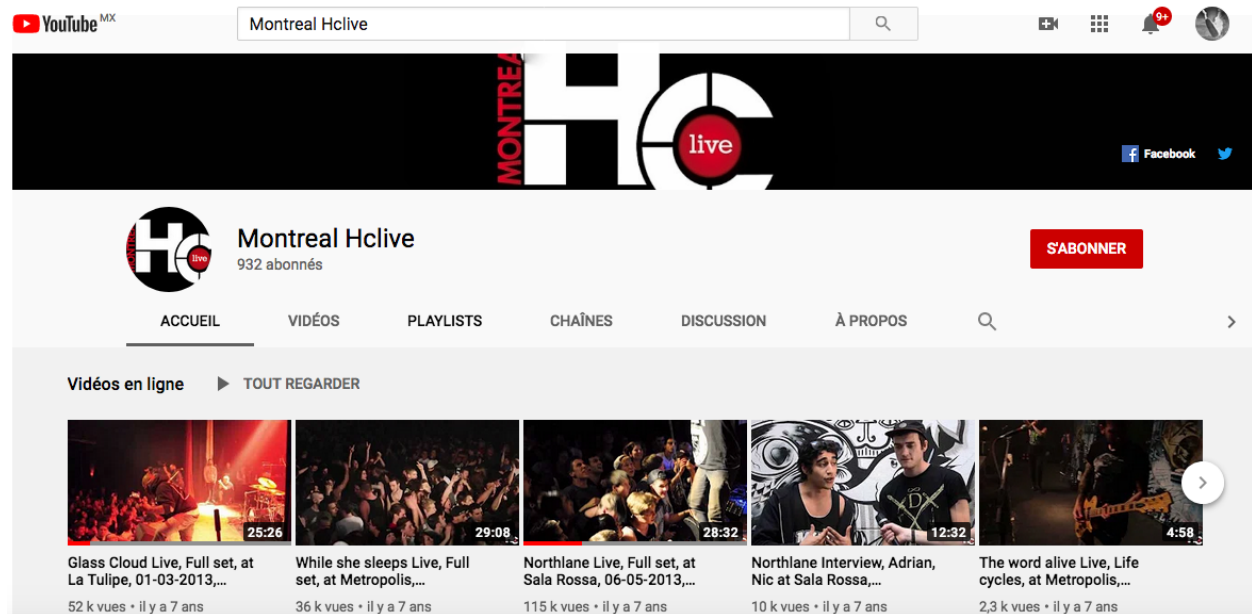 YouTube MX
Montreal Hclive
9+
MONTREA
Hc
live
Facebook
MONTREAL
Hc
live
Montreal Hclive
932 abonnés
S'ABONNER
ACCUEIL VIDÉOS PLAYLISTS CHAÎNES DISCUSSION À PROPOS
Vidéos en ligne TOUT REGARDER
25:26 29:08 28:32 12:32 4:58
Glass Cloud Live, Full set, at
La Tulipe, 01-03-2013,...
52 k vues • il y a 7 ans
While she sleeps Live, Full
set, at Metropolis,...
36 k vues • il y a 7 ans
Northlane Live, Full set, at
Sala Rossa, 06-05-2013,...
115 k vues • il y a 7 ans
Northlane Interview, Adrian,
Nic at Sala Rossa,...
10 k vues • il y a 7 ans
The word alive Live, Life
cycles, at Metropolis,...
2,3 k vues • il y a 7 ans